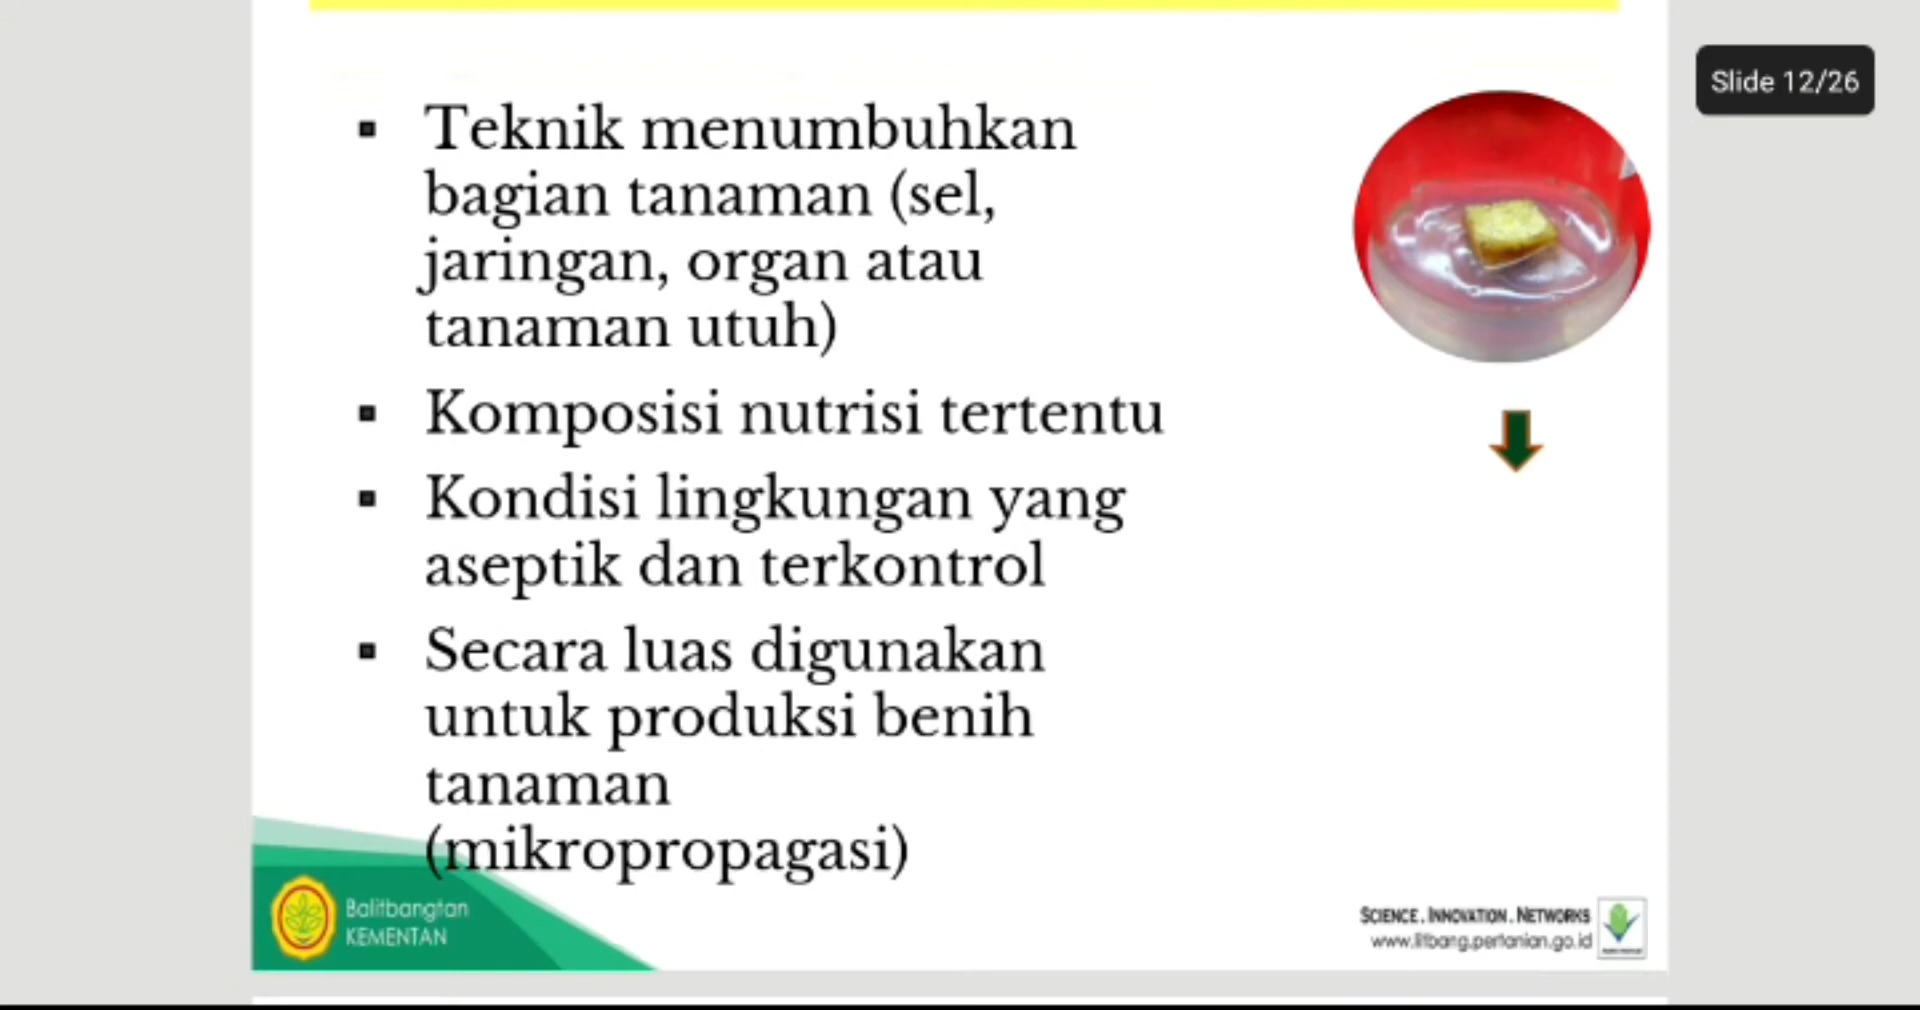 Slide 12/26
▪ Teknik menumbuhkan
bagian tanaman (sel,
jaringan, organ atau
tanaman utuh)
▪ Komposisi nutrisi tertentu
▪ Kondisi lingkungan yang
aseptik dan terkontrol
▪ Secara luas digunakan
untuk produksi benih
tanaman
(mikropropagasi)
Balitbangtan
KEMENTAN
SCIENCE . INNOVATION . NETWORKS
www.litbang.pertanian.go.id